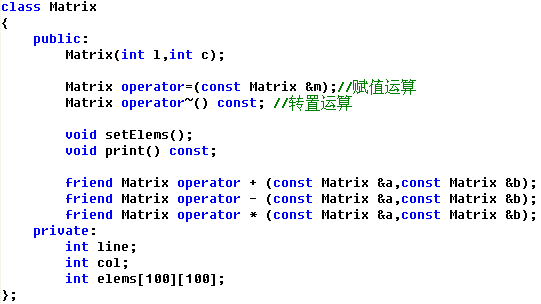 class Matrix
{
    public:
        Matrix(int l,int c);

        Matrix operator=(const Matrix &m);//赋值运算
        Matrix operator~() const; //转置运算

        void setElems();
        void print() const;

        friend Matrix operator + (const Matrix &a,const Matrix &b);
        friend Matrix operator - (const Matrix &a,const Matrix &b);
        friend Matrix operator * (const Matrix &a,const Matrix &b);
    private:
        int line;
        int col;
        int elems[100][100];
};